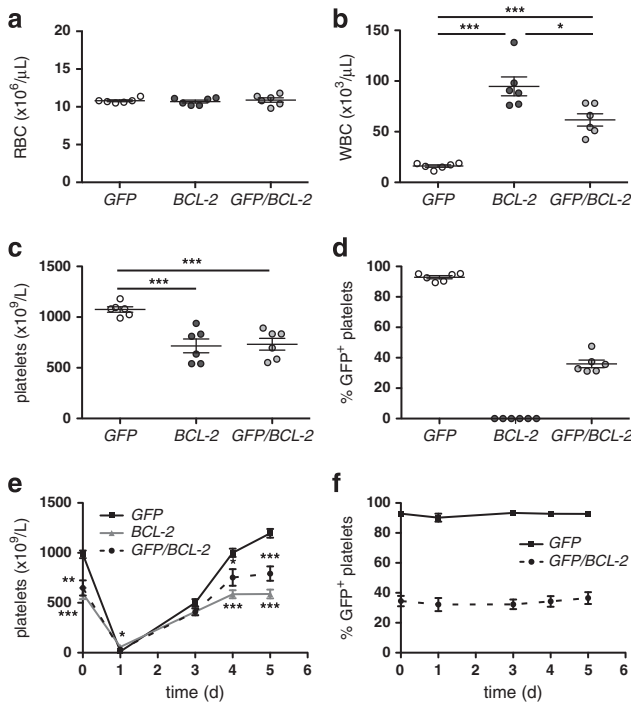 a
20
15
10
5
0
RBC (x10⁶/µL)
GFP BCL-2 GFP/BCL-2
b
150
100
50
0
WBC (x10³/µL)
***
*** *
GFP BCL-2 GFP/BCL-2
c
1500
1000
500
0
platelets (x10⁹/L)
***
***
GFP BCL-2 GFP/BCL-2
d
100
80
60
40
20
0
% GFP⁺ platelets
GFP BCL-2 GFP/BCL-2
e
1500
1000
500
0
platelets (x10⁹/L)
GFP
BCL-2
GFP/BCL-2
**
***
*
*
***
***
***
0 1 2 3 4 5 6
time (d)
f
100
80
60
40
20
0
% GFP⁺ platelets
GFP
GFP/BCL-2
0 1 2 3 4 5 6
time (d)